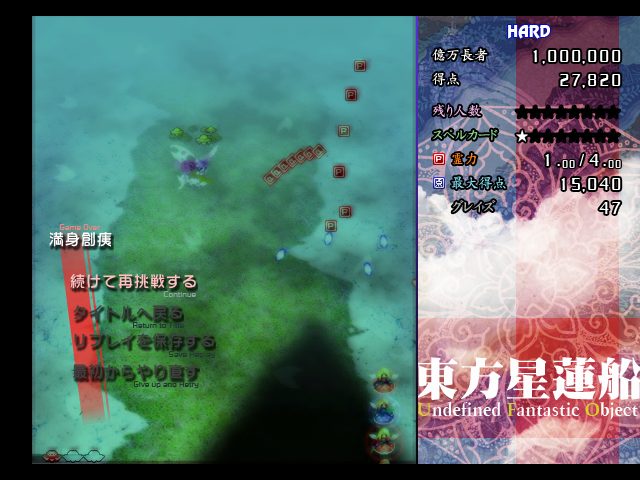 HARD
億万長者 1,000,000
得点 27,820
残り人数
スペルカード
霊力 1.00/4.00
最大得点 15,040
グレイズ 47
Game Over
満身創痍
続けて再挑戦する
Continue
タイトルへ戻る
Return to Title
リプレイを保存する
Save Replay
最初からやり直す
Give up and Retry
東方星蓮船
Undefined Fantastic Object